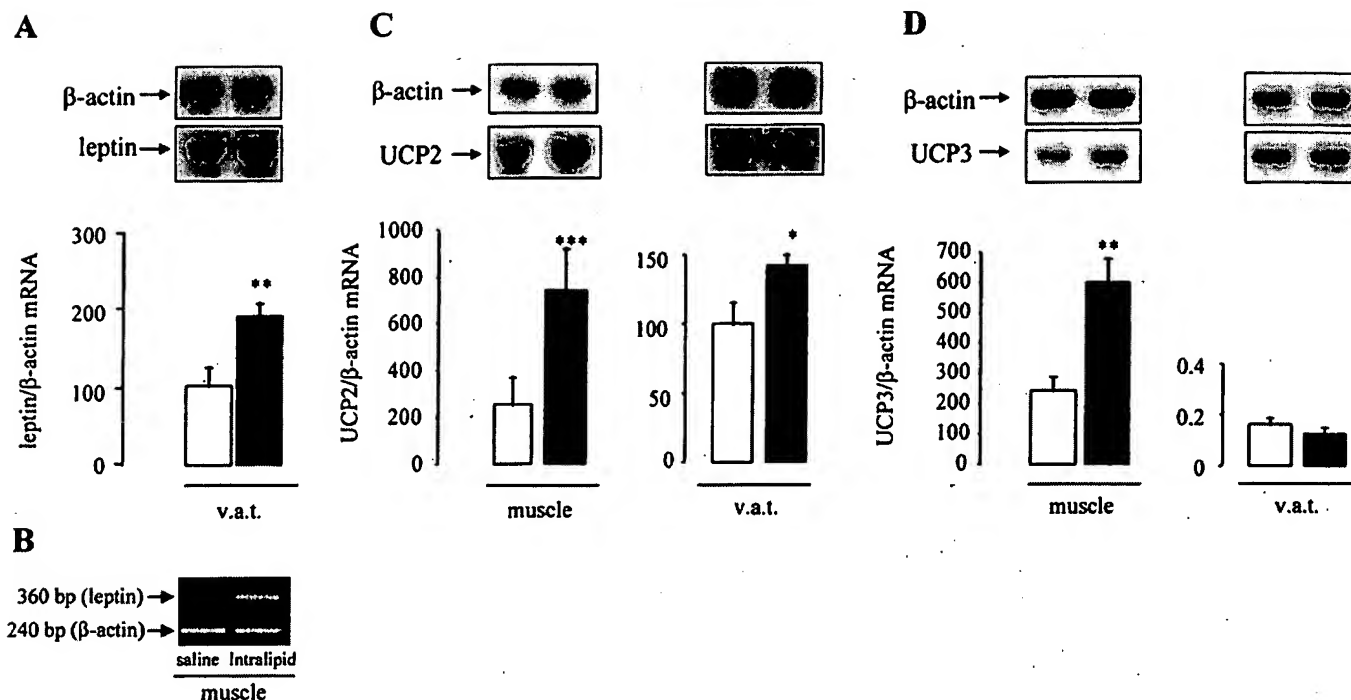 A
β-actin
leptin
leptin/β-actin mRNA
300
200
100
0
**
v.a.t.
B
360 bp (leptin)
240 bp (β-actin)
saline Intralipid
muscle
C
β-actin
UCP2
UCP2/β-actin mRNA
1000
800
600
400
200
0
***
muscle
150
100
50
0
*
v.a.t.
D
β-actin
UCP3
UCP3/β-actin mRNA
700
600
500
400
300
200
100
0
**
muscle
0.4
0.2
0
v.a.t.